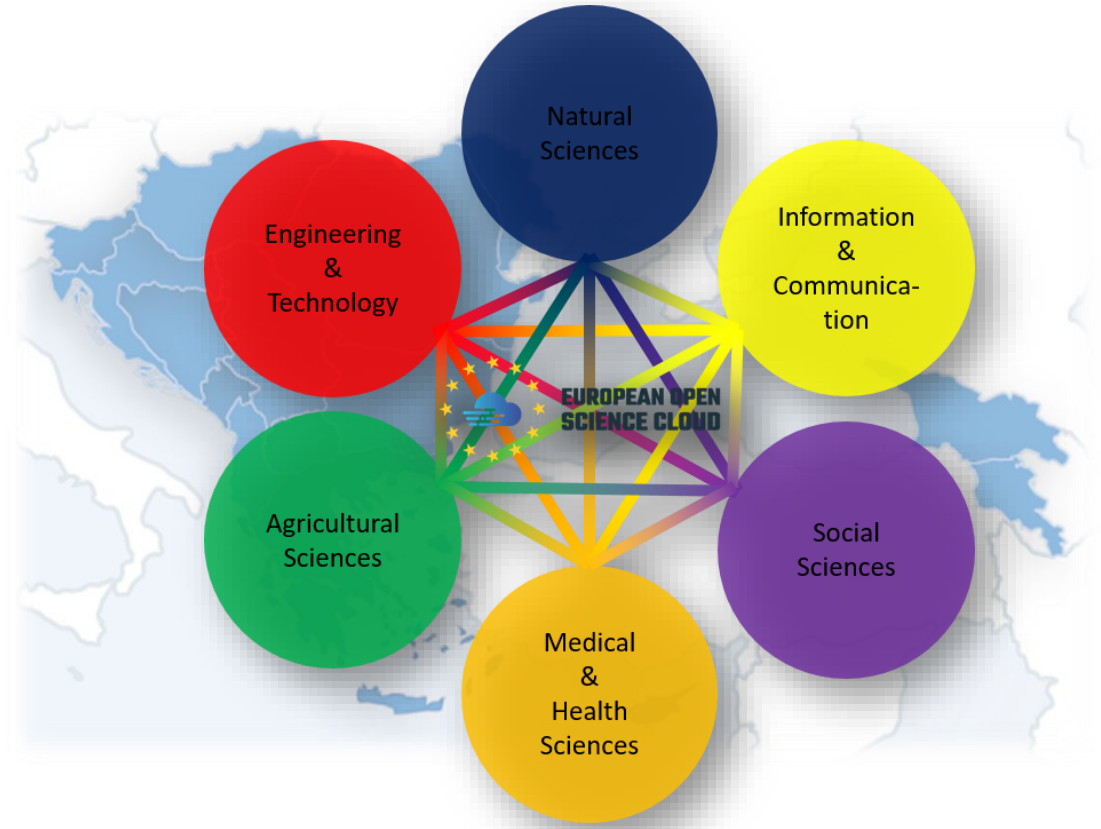 Natural
Sciences
Engineering
&
Technology
Information
&
Communica-
tion
EUROPEAN OPEN
SCIENCE CLOUD
Agricultural
Sciences
Social
Sciences
Medical
&
Health
Sciences